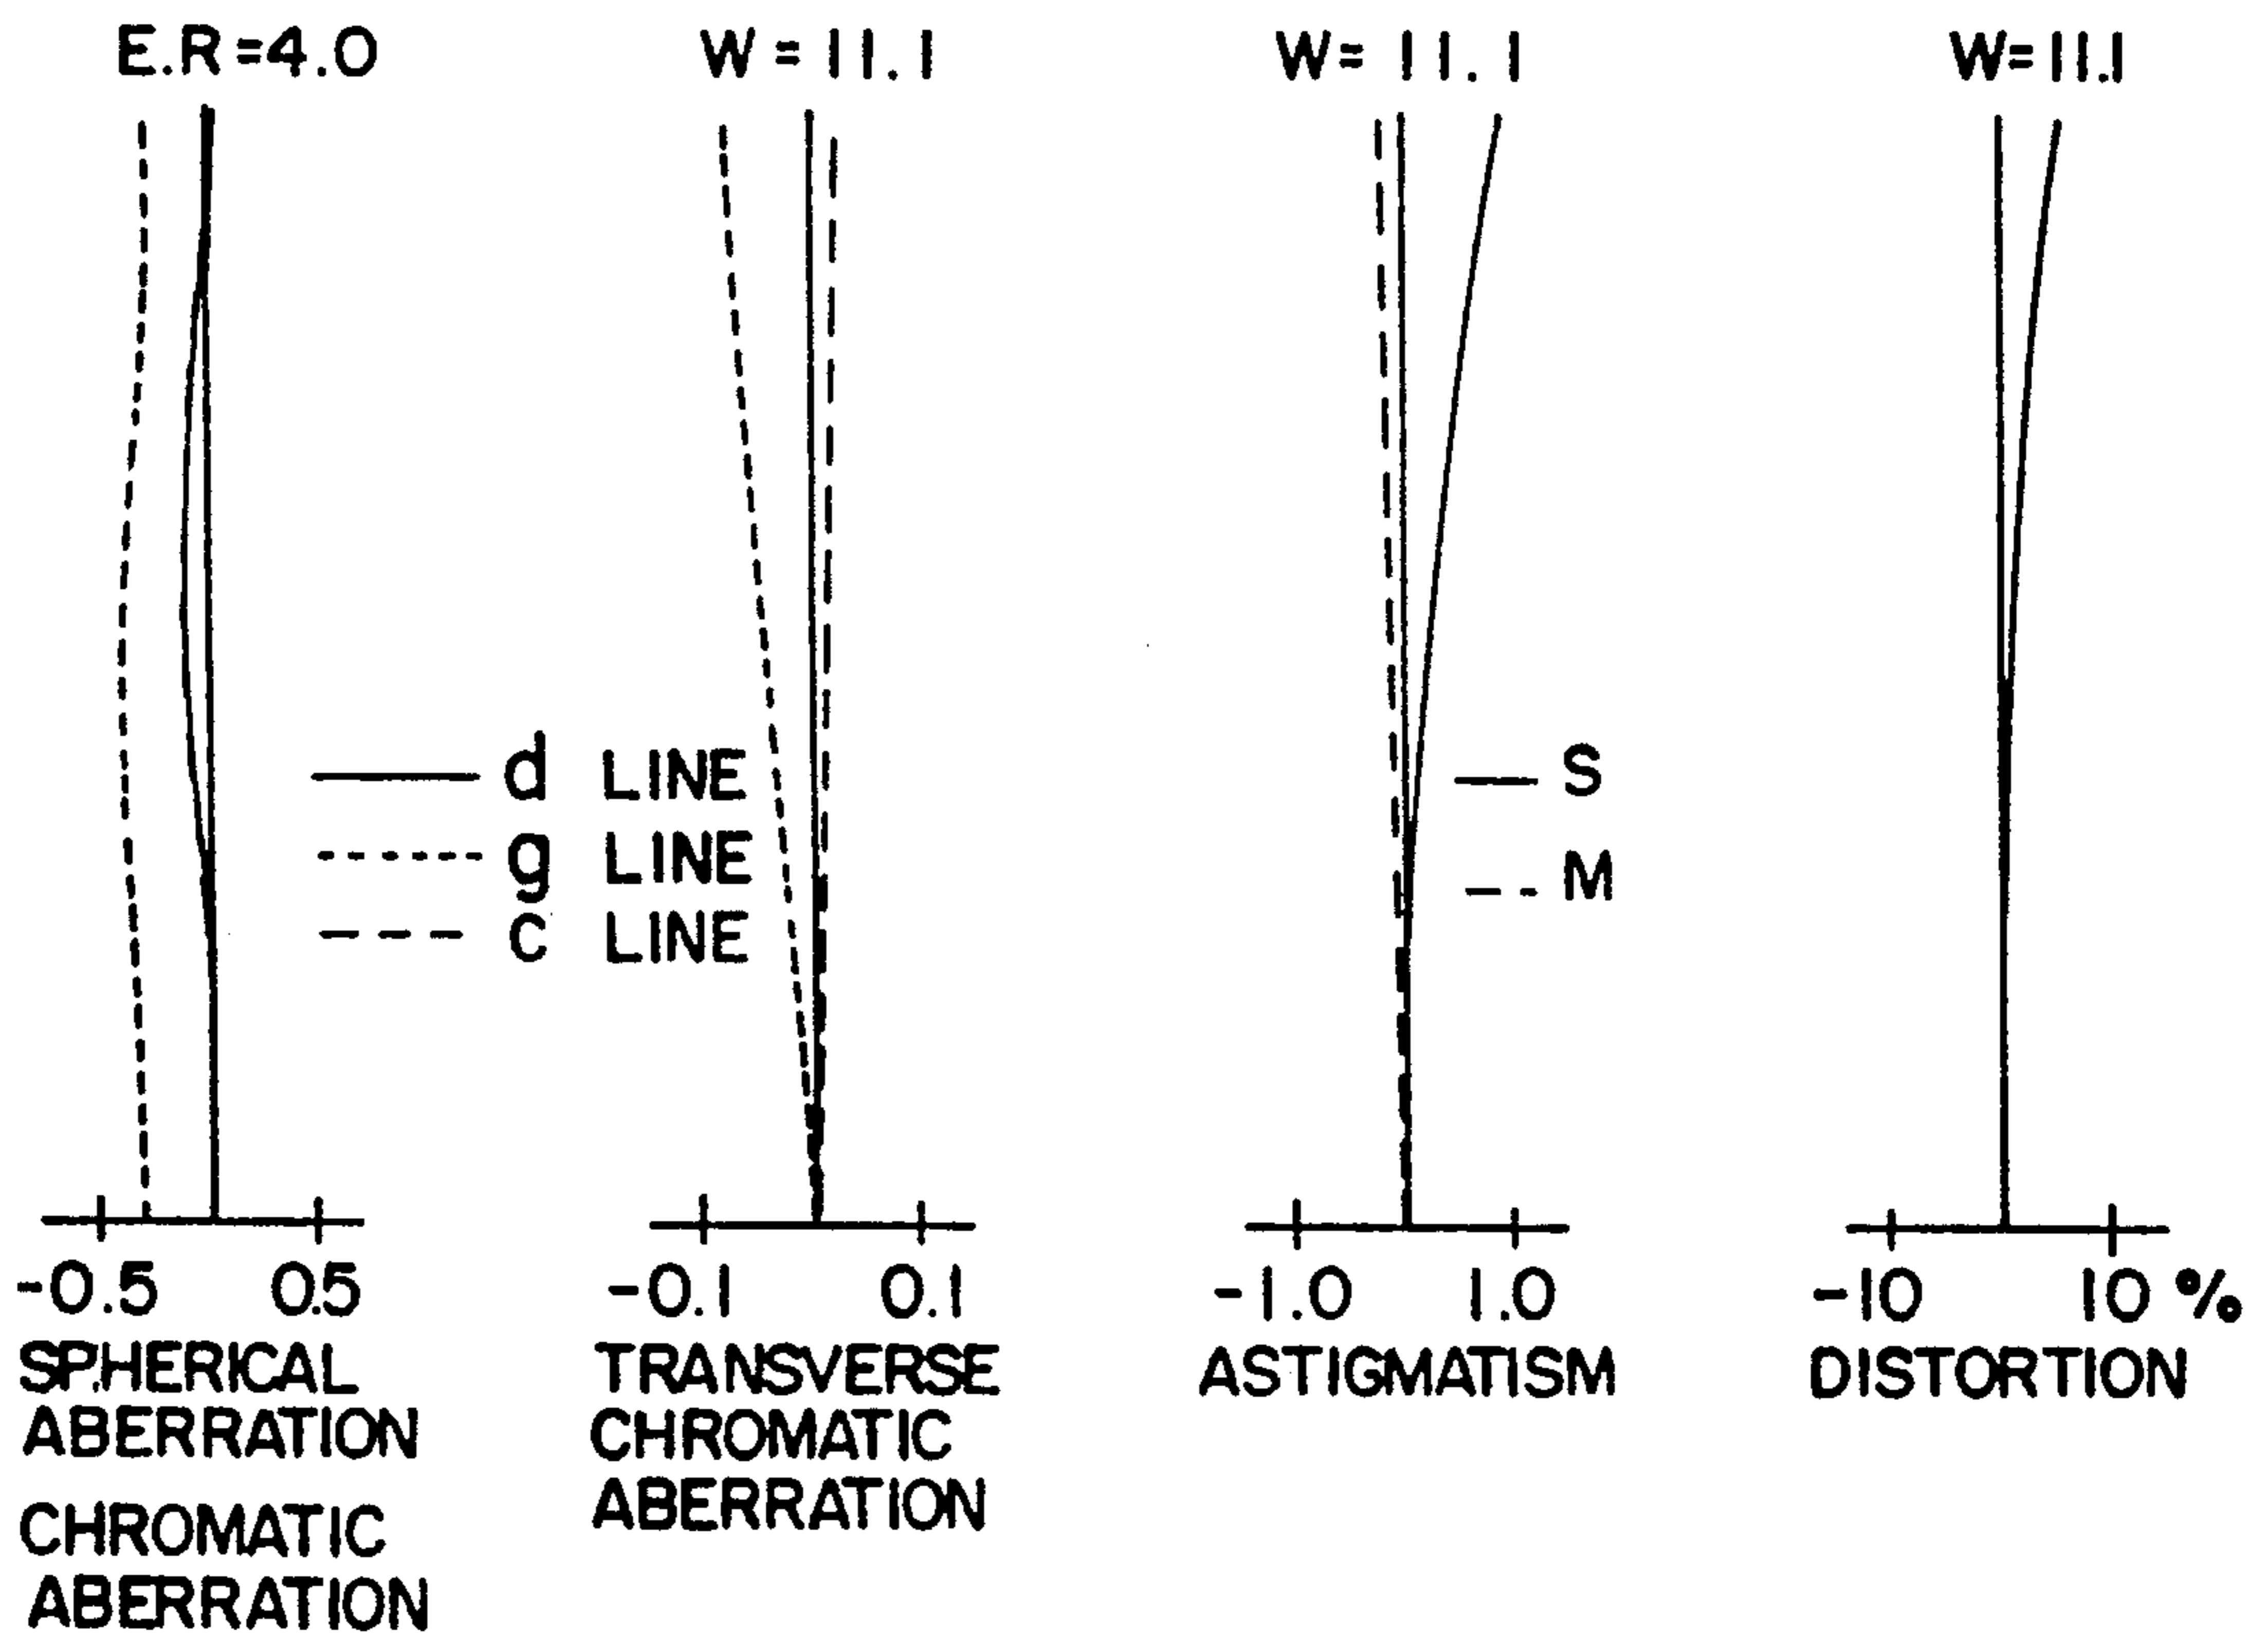 E.R=4.0
W=11.1
W=11.1
W=11.1
d LINE
g LINE
c LINE
S
M
-0.5 0.5
-0.1 0.1
-1.0 1.0
-10 10 %
SPHERICAL
ABERRATION
CHROMATIC
ABERRATION
TRANSVERSE
CHROMATIC
ABERRATION
ASTIGMATISM
DISTORTION